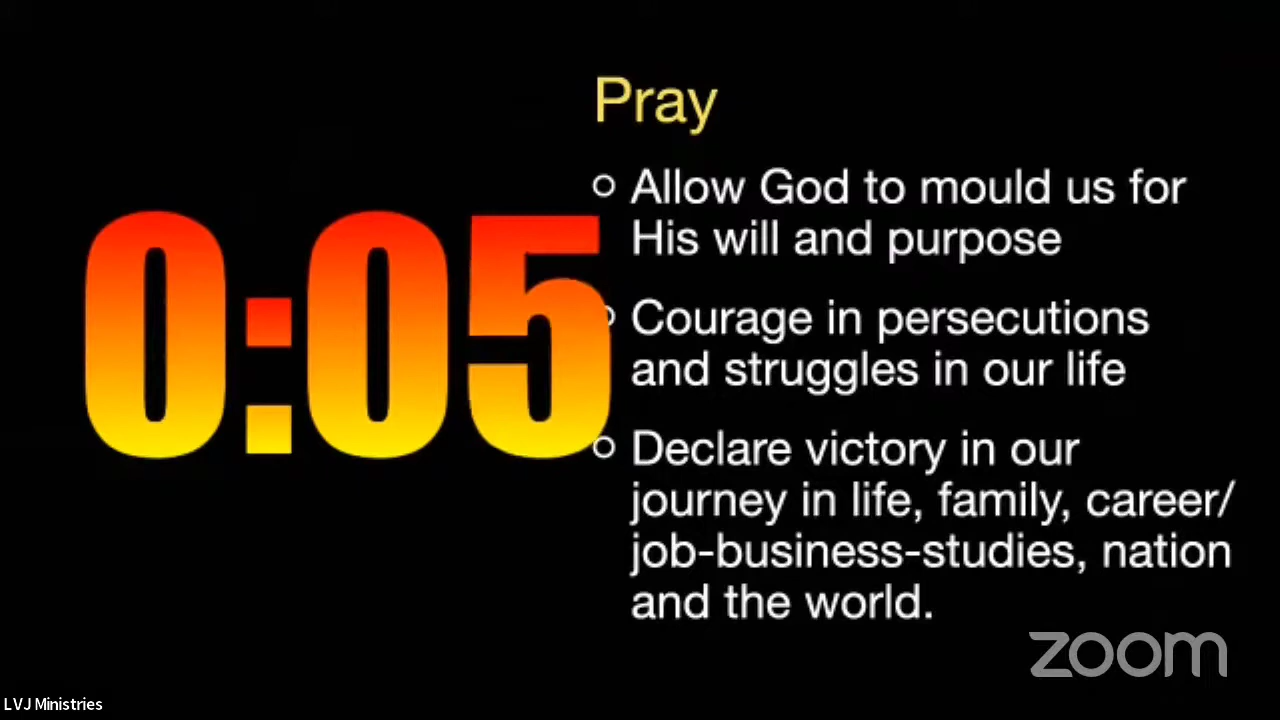 Pray
Allow God to mould us for
His will and purpose
0:05
Courage in persecutions
and struggles in our life
Declare victory in our
journey in life, family, career/
job-business-studies, nation
and the world.
zoom
LVJ Ministries